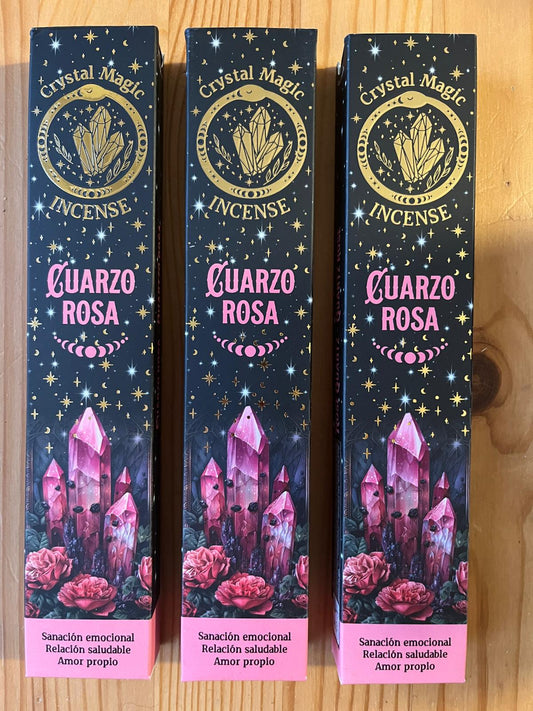 Crystal Magic
INCENSE
CUARZO
ROSA
Sanación emocional
Relación saludable
Amor propio
Crystal Magic
INCENSE
CUARZO
ROSA
Sanación emocional
Relación saludable
Amor propio
Crystal Magic
INCENSE
CUARZO
ROSA
Sanación emocional
Relación saludable
Amor propio